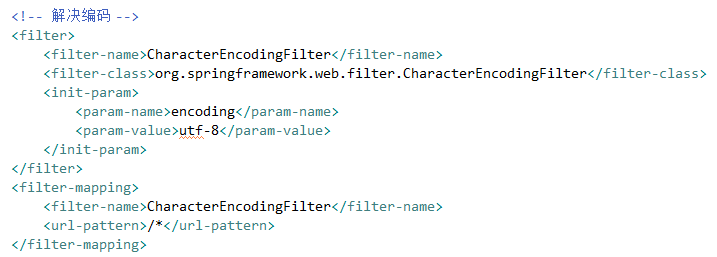 <!-- 解决编码 -->
<filter>
    <filter-name>CharacterEncodingFilter</filter-name>
    <filter-class>org.springframework.web.filter.CharacterEncodingFilter</filter-class>
    <init-param>
        <param-name>encoding</param-name>
        <param-value>utf-8</param-value>
    </init-param>
</filter>
<filter-mapping>
    <filter-name>CharacterEncodingFilter</filter-name>
    <url-pattern>/*</url-pattern>
</filter-mapping>